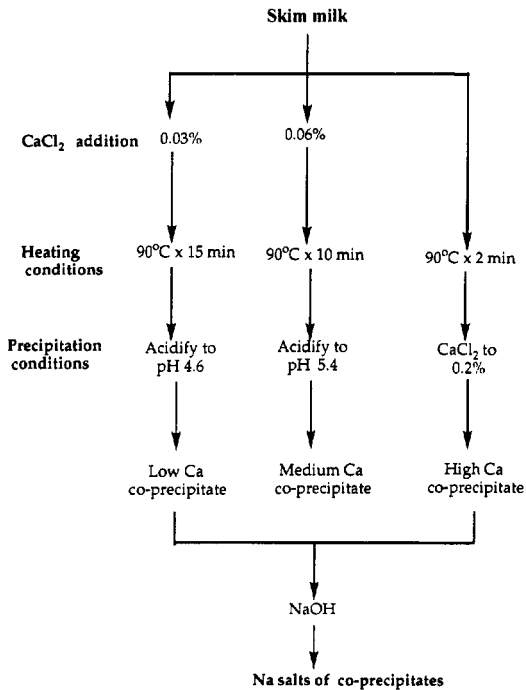 Skim milk
CaCl₂ addition
0.03%
0.06%
Heating
conditions
90°C x 15 min
90°C x 10 min
90°C x 2 min
Precipitation
conditions
Acidify to
pH 4.6
Acidify to
pH 5.4
CaCl₂ to
0.2%
Low Ca
co-precipitate
Medium Ca
co-precipitate
High Ca
co-precipitate
NaOH
Na salts of co-precipitates